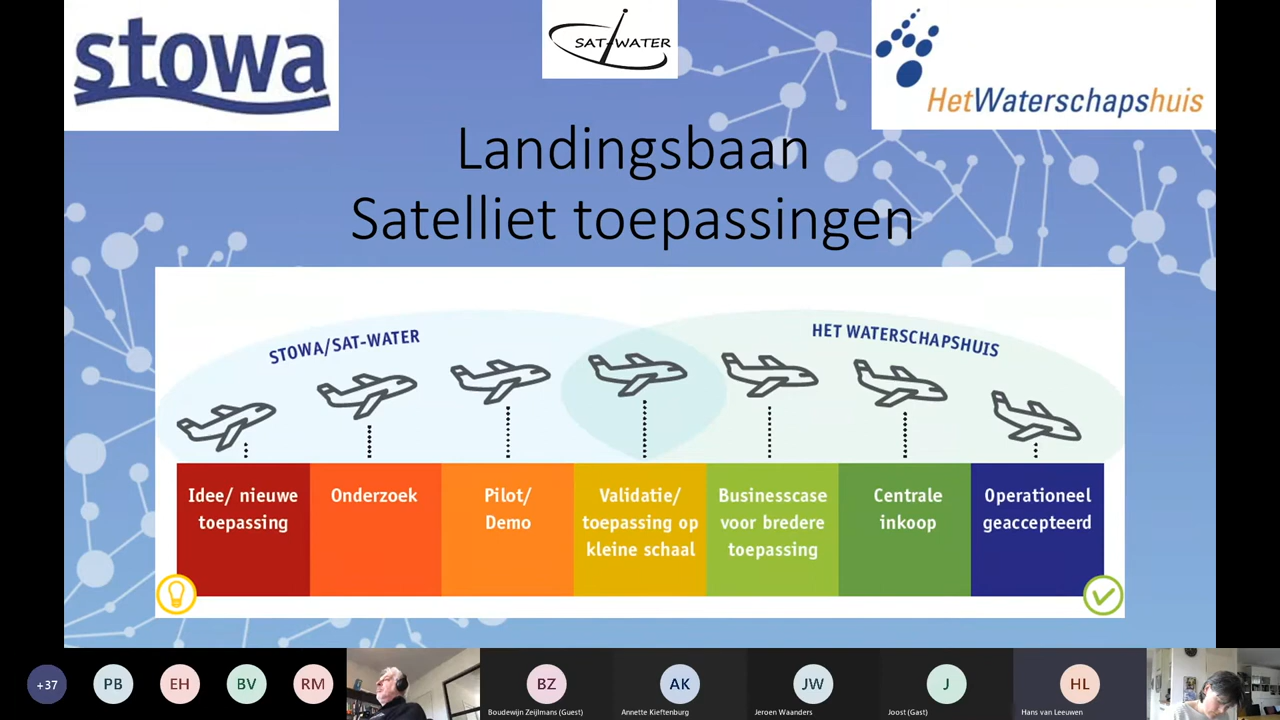 stowa
SAT-WATER
HetWaterschapshuis
Landingsbaan
Satelliet toepassingen
STOWA/SAT-WATER
HET WATERSCHAPSHUIS
Idee/ nieuwe
toepassing
Onderzoek
Pilot/
Demo
Validatie/
toepassing op
kleine schaal
Businesscase
voor bredere
toepassing
Centrale
inkoop
Operationeel
geaccepteerd
+37
PB
EH
BV
RM
BZ
AK
JW
J
HL
Boudewijn Zeijlmans (Guest)
Annette Kieftenburg
Jeroen Waanders
Joost (Gast)
Hans van Leeuwen